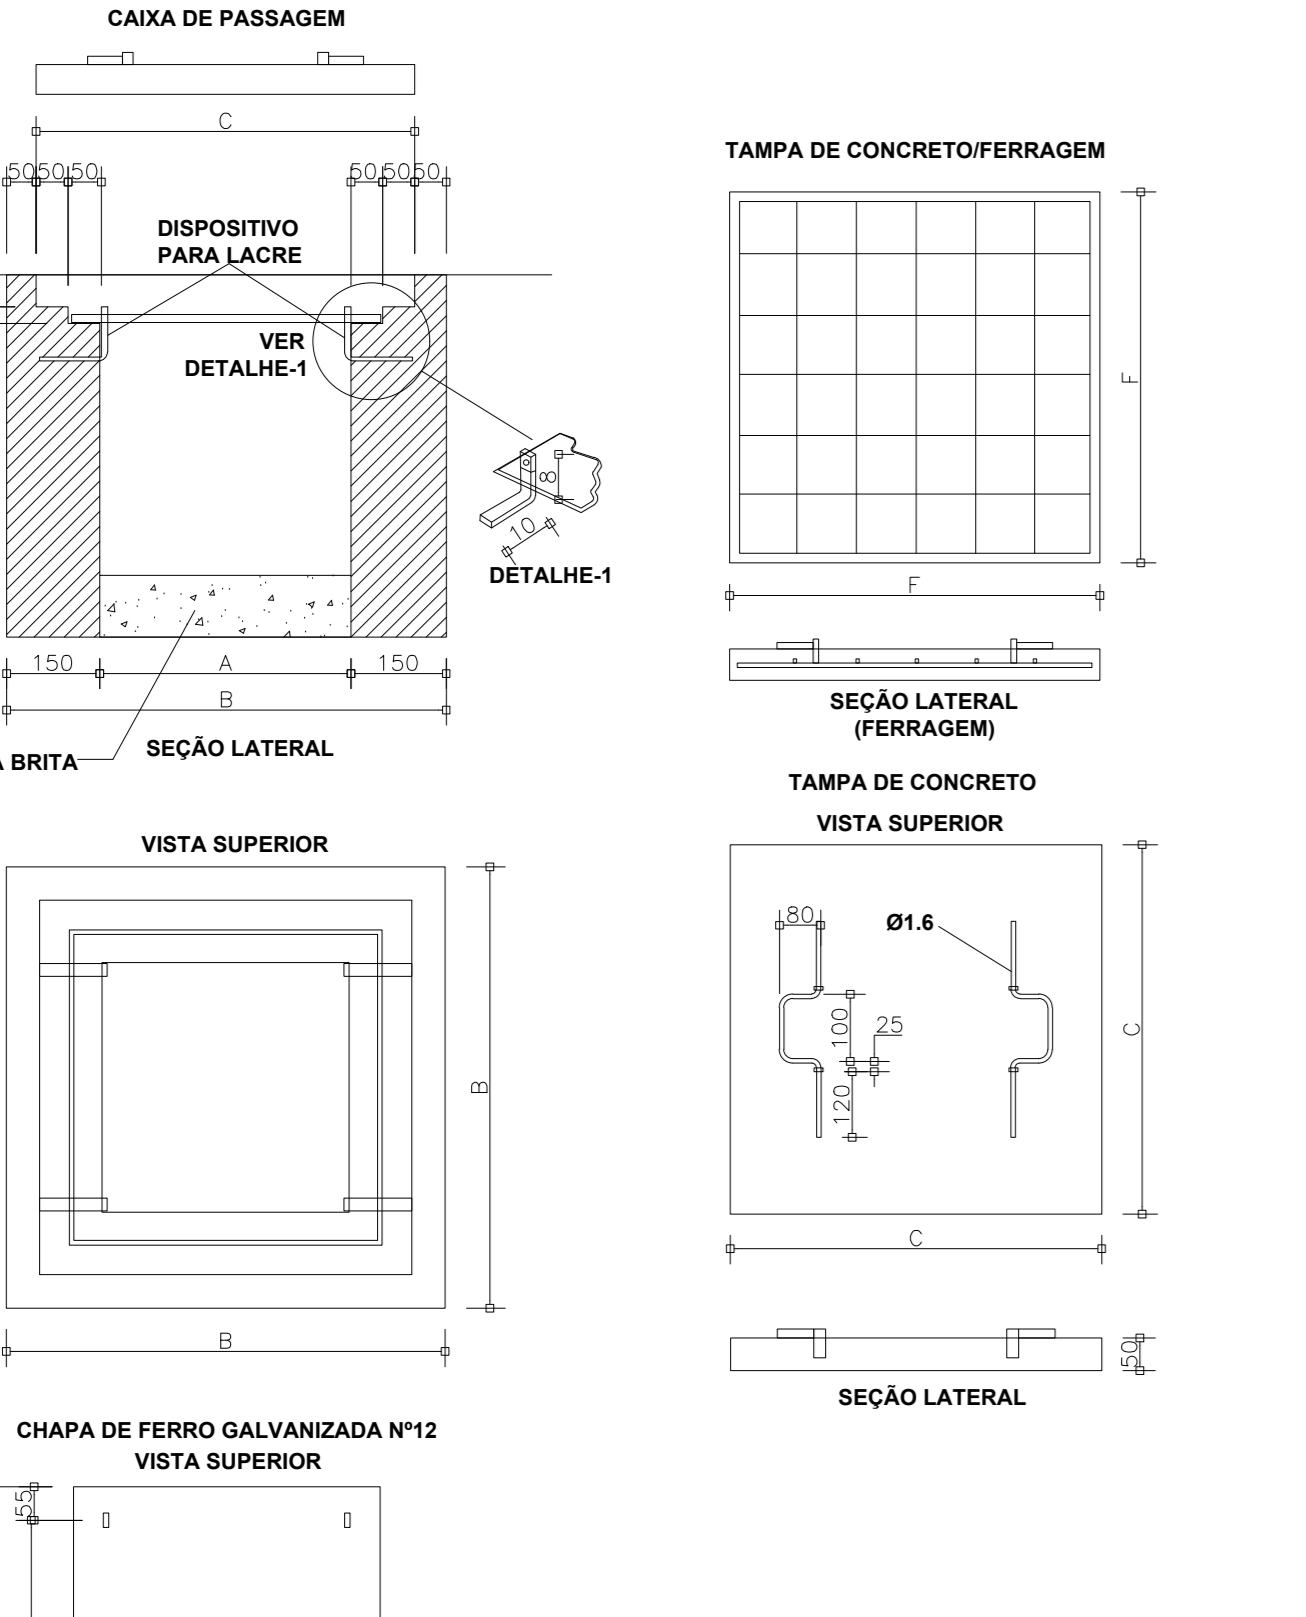 CAIXA DE PASSAGEM
C
50 50 50
50 50 50
DISPOSITIVO
PARA LACRE
VER
DETALHE-1
8
10
DETALHE-1
150
A
150
B
A BRITA
SEÇÃO LATERAL
VISTA SUPERIOR
B
B
CHAPA DE FERRO GALVANIZADA Nº12
VISTA SUPERIOR
55
TAMPA DE CONCRETO/FERRAGEM
F
F
SEÇÃO LATERAL
(FERRAGEM)
TAMPA DE CONCRETO
VISTA SUPERIOR
80
Ø1.6
100
25
120
C
C
50
SEÇÃO LATERAL